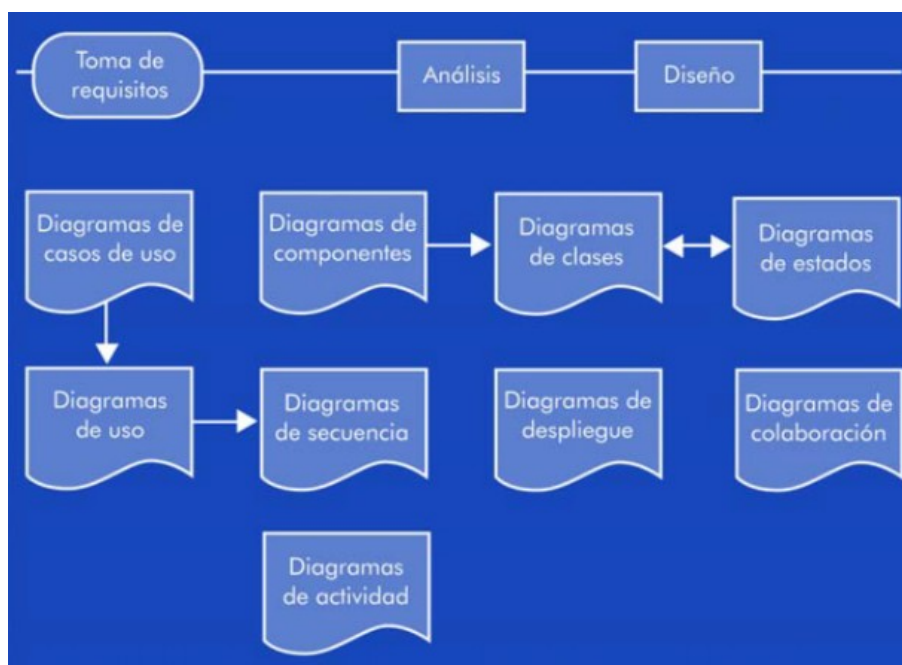 Toma de
requisitos
Análisis
Diseño
Diagramas de
casos de uso
Diagramas de
componentes
Diagramas
de clases
Diagramas
de estados
Diagramas
de uso
Diagramas
de secuencia
Diagramas de
despliegue
Diagramas de
colaboración
Diagramas
de actividad